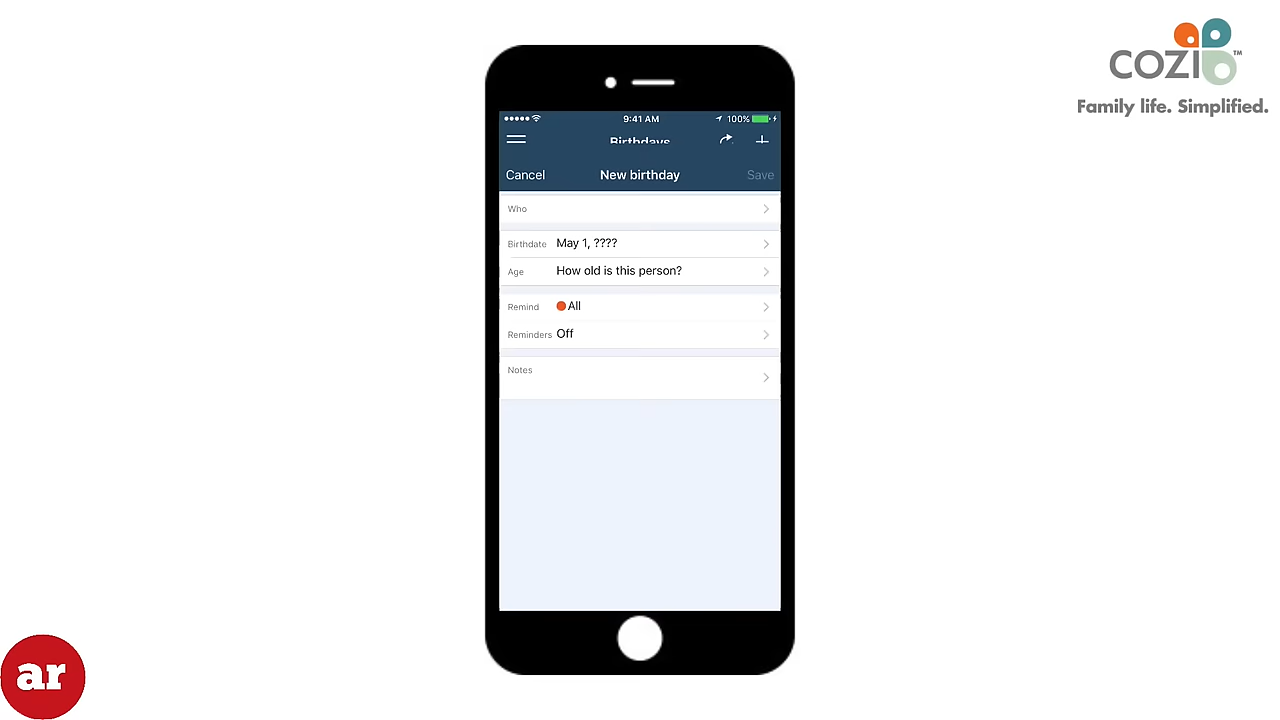 COZI™
Family life. Simplified.
9:41 AM
100%
Birthdays
Cancel
New birthday
Save
Who
Birthdate May 1, ????
Age How old is this person?
Remind All
Reminders Off
Notes
ar